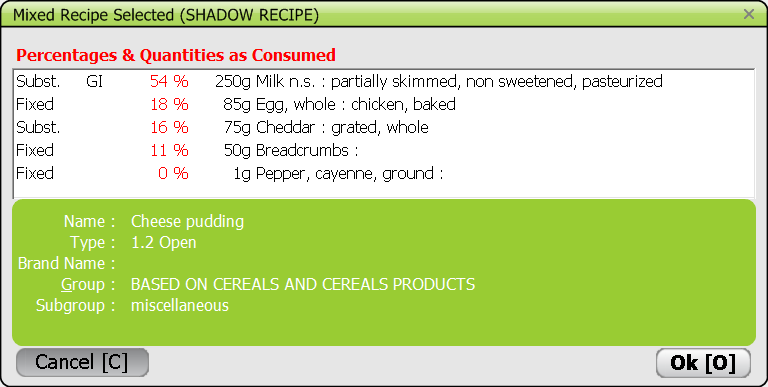 Mixed Recipe Selected (SHADOW RECIPE)
Percentages & Quantities as Consumed
Subst. GI 54 % 250g Milk n.s. : partially skimmed, non sweetened, pasteurized
Fixed 18 % 85g Egg, whole : chicken, baked
Subst. 16 % 75g Cheddar : grated, whole
Fixed 11 % 50g Breadcrumbs :
Fixed 0 % 1g Pepper, cayenne, ground :
Name : Cheese pudding
Type : 1.2 Open
Brand Name :
Group : BASED ON CEREALS AND CEREALS PRODUCTS
Subgroup : miscellaneous
Cancel [C] Ok [O]